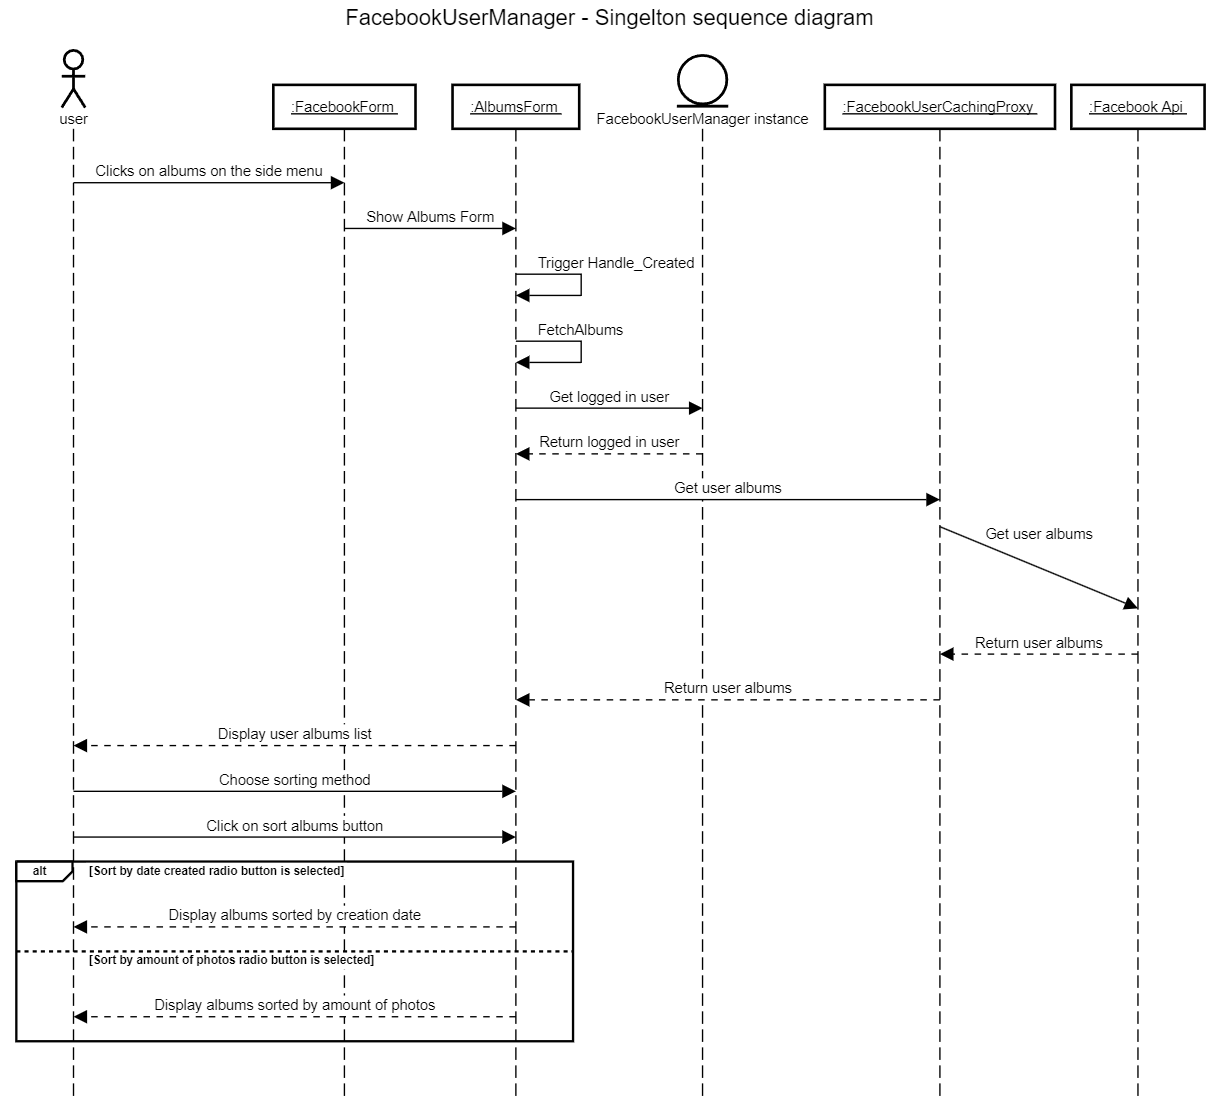 FacebookUserManager - Singelton sequence diagram
user
:FacebookForm
:AlbumsForm
FacebookUserManager instance
:FacebookUserCachingProxy
:Facebook Api
Clicks on albums on the side menu
Show Albums Form
Trigger Handle_Created
FetchAlbums
Get logged in user
Return logged in user
Get user albums
Get user albums
Return user albums
Return user albums
Display user albums list
Choose sorting method
Click on sort albums button
alt
[Sort by date created radio button is selected]
Display albums sorted by creation date
[Sort by amount of photos radio button is selected]
Display albums sorted by amount of photos